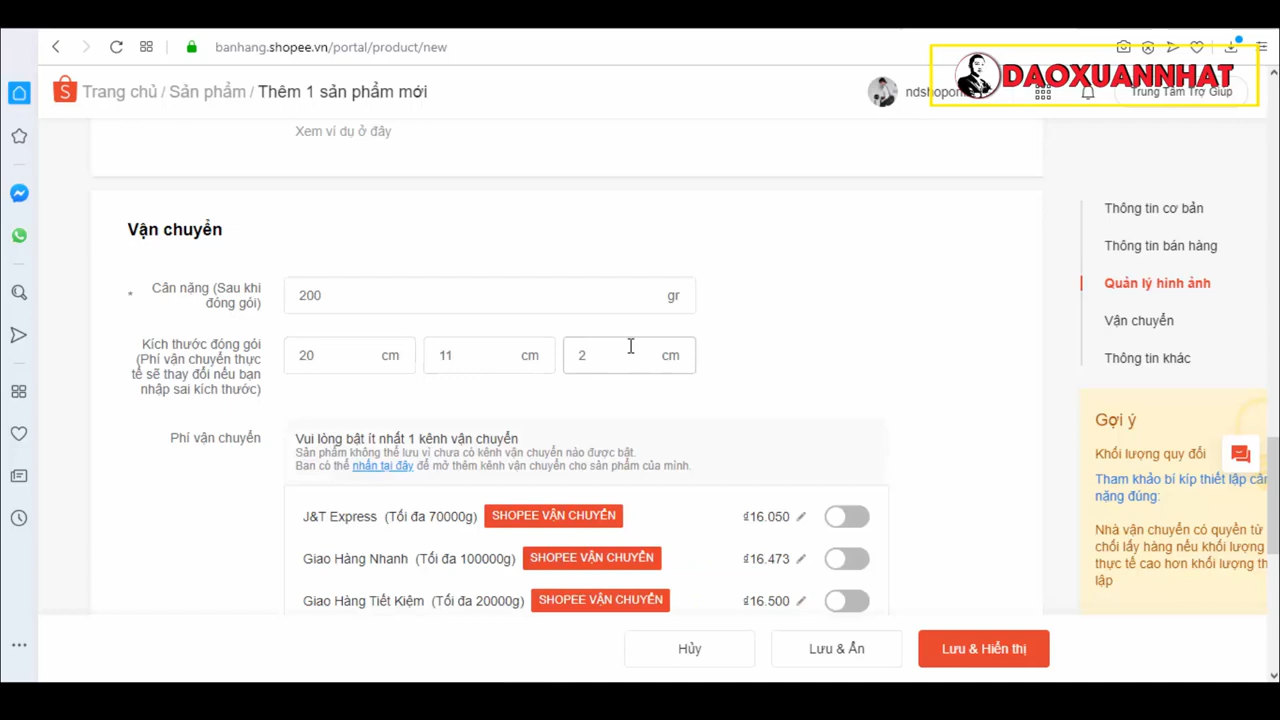 banhang.shopee.vn/portal/product/new
DAOXUANNHAT
Trang chủ / Sản phẩm / Thêm 1 sản phẩm mới
Trung Tâm Trợ Giúp
Xem ví dụ ở đây
Vận chuyển
* Cân nặng (Sau khi đóng gói)
200 gr
Kích thước đóng gói
(Phí vận chuyển thực
tế sẽ thay đổi nếu bạn
nhập sai kích thước)
20 cm 11 cm 2 cm
Phí vận chuyển
Vui lòng bật ít nhất 1 kênh vận chuyển
Sản phẩm không thể lưu vì chưa có kênh vận chuyển nào được bật.
Bạn có thể nhấn tại đây để mở thêm kênh vận chuyển cho sản phẩm của mình.
J&T Express (Tối đa 70000g) SHOPEE VẬN CHUYỂN ₫16.050
Giao Hàng Nhanh (Tối đa 100000g) SHOPEE VẬN CHUYỂN ₫16.473
Giao Hàng Tiết Kiệm (Tối đa 20000g) SHOPEE VẬN CHUYỂN ₫16.500
Hủy Lưu & Ẩn Lưu & Hiển thị
Thông tin cơ bản
Thông tin bán hàng
Quản lý hình ảnh
Vận chuyển
Thông tin khác
Gợi ý
Khối lượng quy đổi
Tham khảo bí kíp thiết lập cân
nặng đúng:
Nhà vận chuyển có quyền từ
chối lấy hàng nếu khối lượng
thực tế cao hơn khối lượng
lập